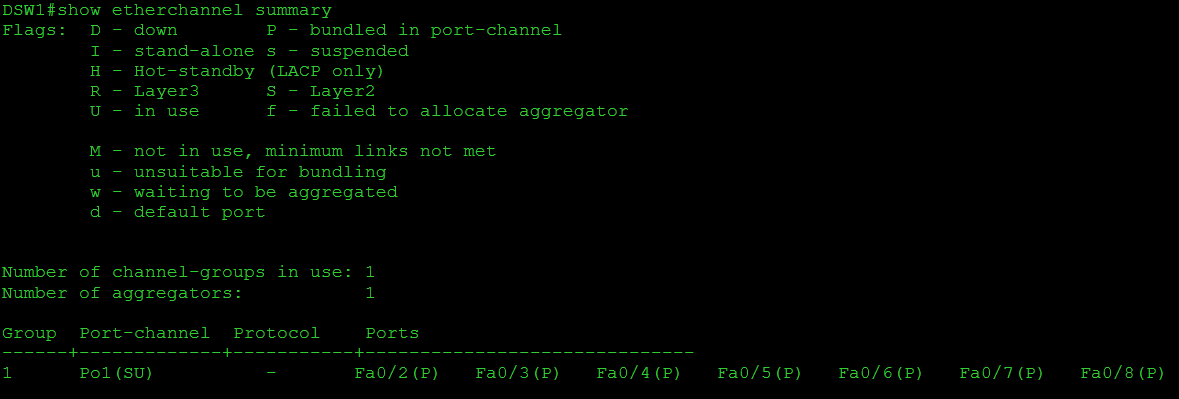 DSW1#show etherchannel summary
Flags:  D - down        P - bundled in port-channel
        I - stand-alone s - suspended
        H - Hot-standby (LACP only)
        R - Layer3      S - Layer2
        U - in use      f - failed to allocate aggregator
        M - not in use, minimum links not met
        u - unsuitable for bundling
        w - waiting to be aggregated
        d - default port
Number of channel-groups in use: 1
Number of aggregators:           1
Group  Port-channel  Protocol    Ports
------+-------------+-----------+------------------------------
1      Po1(SU)          -       Fa0/2(P)   Fa0/3(P)   Fa0/4(P)   Fa0/5(P)   Fa0/6(P)   Fa0/7(P)   Fa0/8(P)